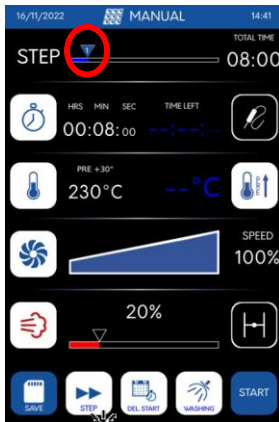 16/11/2022 MANUAL 14:41
TOTAL TIME
STEP 1 08:00
HRS MIN SEC TIME LEFT
00:08:00 --:--:--
PRE +30°
230°C --°C
SPEED
100%
20%
SAVE STEP DEL. START WASHING START